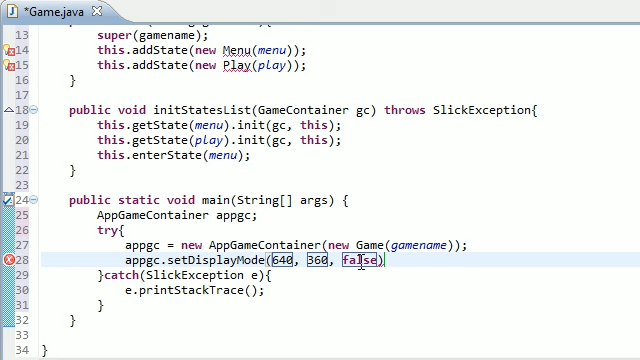 *Game.java
13 super(gamename);
14 this.addState(new Menu(menu));
15 this.addState(new Play(play));
16 }
17
18 public void initStatesList(GameContainer gc) throws SlickException{
19 this.getState(menu).init(gc, this);
20 this.getState(play).init(gc, this);
21 this.enterState(menu);
22 }
23
24 public static void main(String[] args) {
25 AppGameContainer appgc;
26 try{
27 appgc = new AppGameContainer(new Game(gamename));
28 appgc.setDisplayMode(640, 360, false)
29 }catch(SlickException e){
30 e.printStackTrace();
31 }
32 }
33
34 }